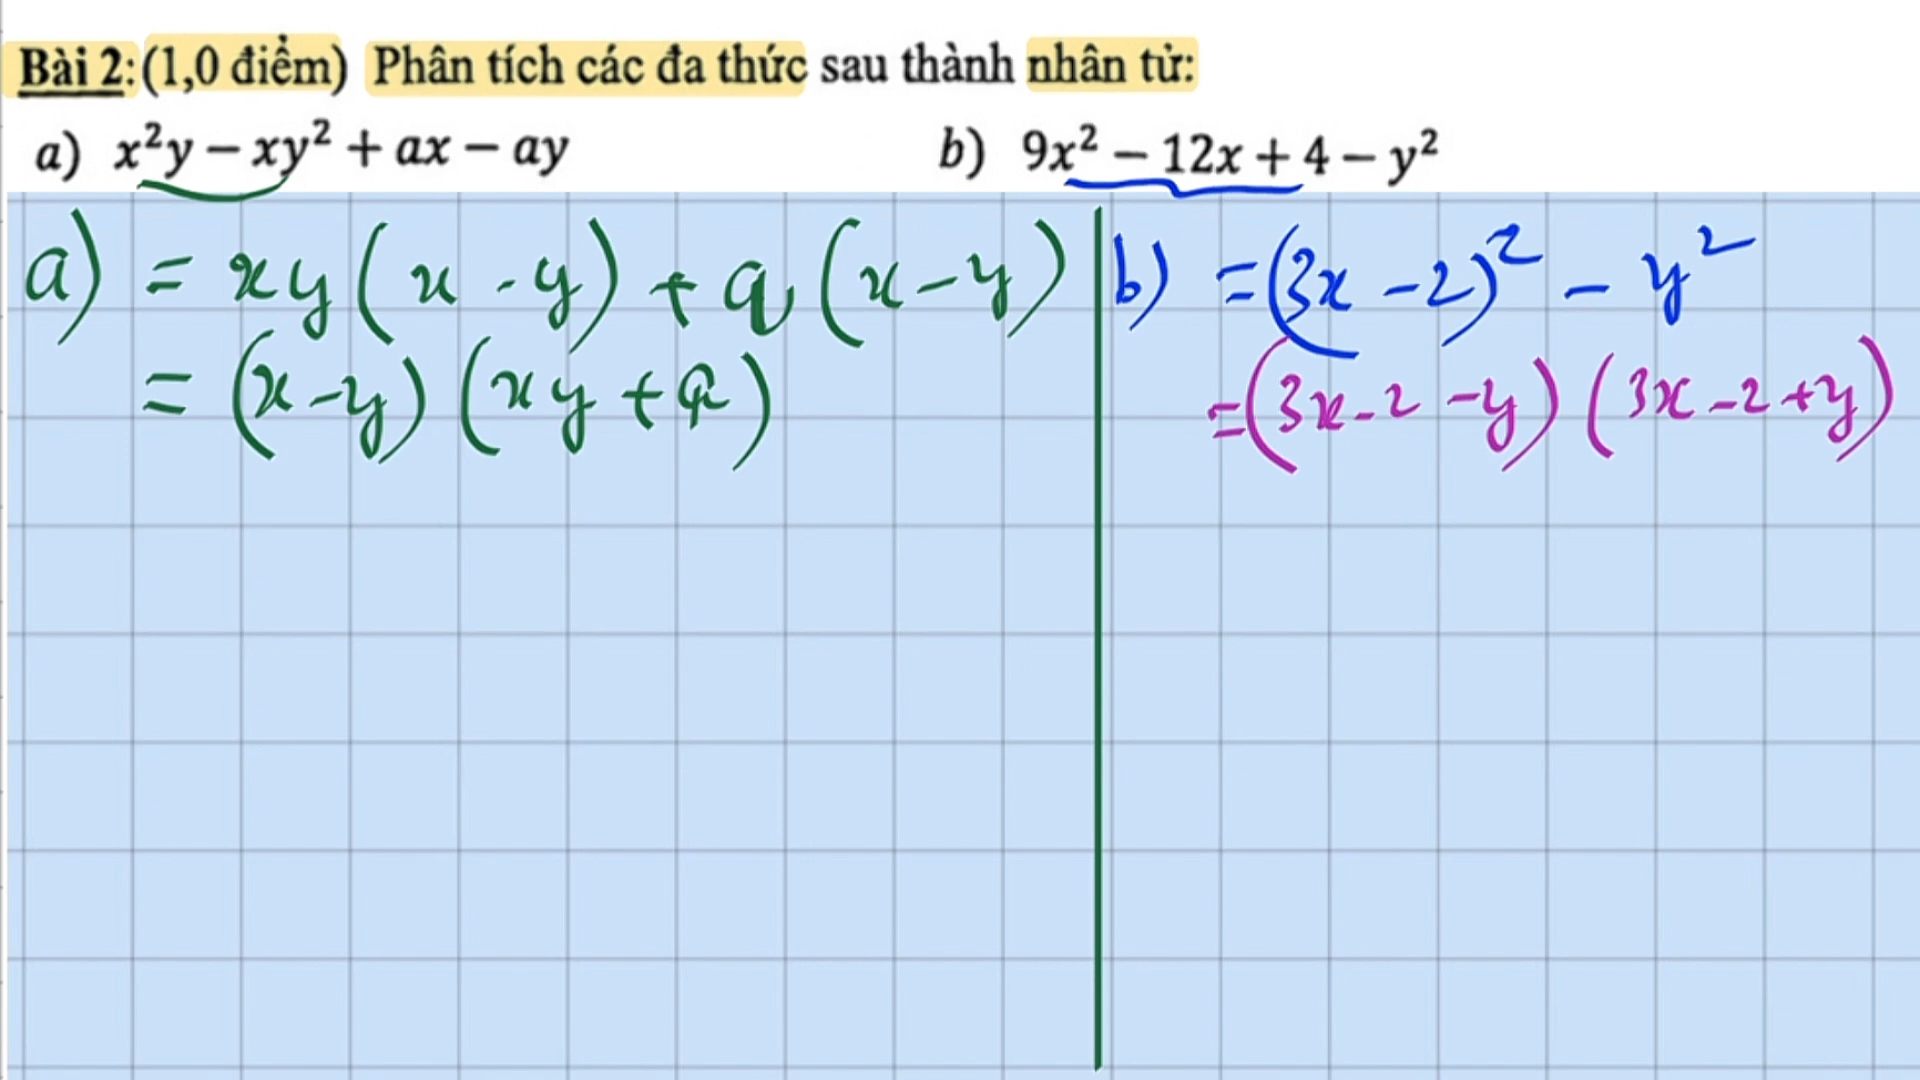 Bài 2: (1,0 điểm) Phân tích các đa thức sau thành nhân tử:
a) x²y – xy² + ax – ay
b) 9x² – 12x + 4 – y²
a) = xy(x - y) + a(x - y)
= (x - y)(xy + a)
b) = (3x - 2)² - y²
= (3x - 2 - y)(3x - 2 + y)